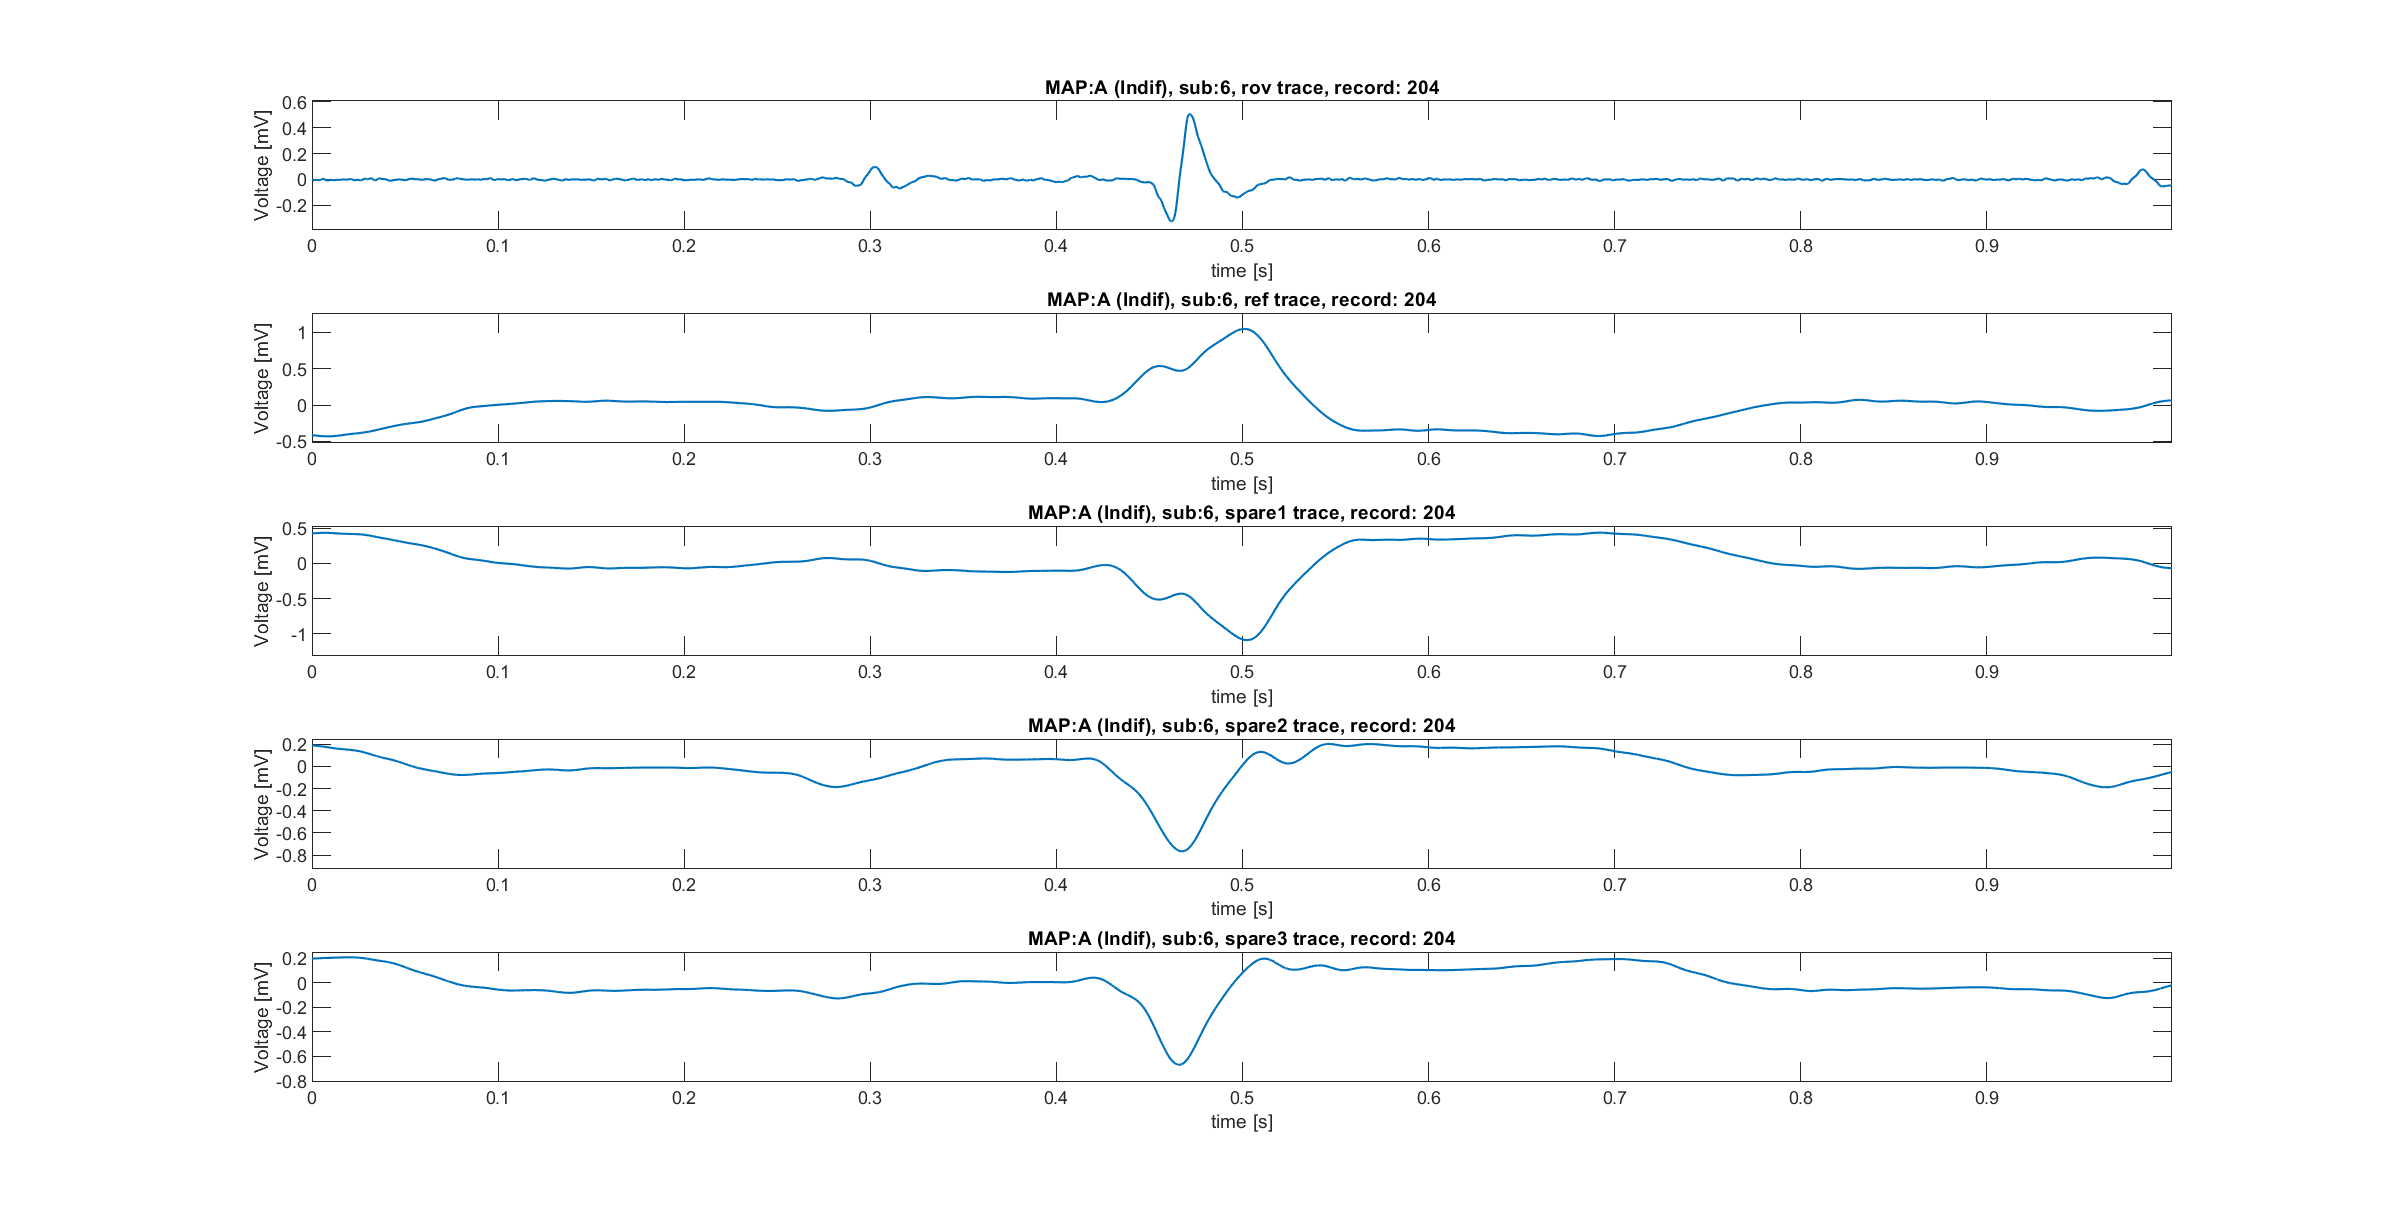 MAP:A (Indif), sub:6, rov trace, record: 204
Voltage [mV]
0.6
0.4
0.2
0
-0.2
0 0.1 0.2 0.3 0.4 0.5 0.6 0.7 0.8 0.9
time [s]
MAP:A (Indif), sub:6, ref trace, record: 204
Voltage [mV]
1
0.5
0
-0.5
0 0.1 0.2 0.3 0.4 0.5 0.6 0.7 0.8 0.9
time [s]
MAP:A (Indif), sub:6, spare1 trace, record: 204
Voltage [mV]
0.5
0
-0.5
-1
0 0.1 0.2 0.3 0.4 0.5 0.6 0.7 0.8 0.9
time [s]
MAP:A (Indif), sub:6, spare2 trace, record: 204
Voltage [mV]
0.2
0
-0.2
-0.4
-0.6
-0.8
0 0.1 0.2 0.3 0.4 0.5 0.6 0.7 0.8 0.9
time [s]
MAP:A (Indif), sub:6, spare3 trace, record: 204
Voltage [mV]
0.2
0
-0.2
-0.4
-0.6
-0.8
0 0.1 0.2 0.3 0.4 0.5 0.6 0.7 0.8 0.9
time [s]